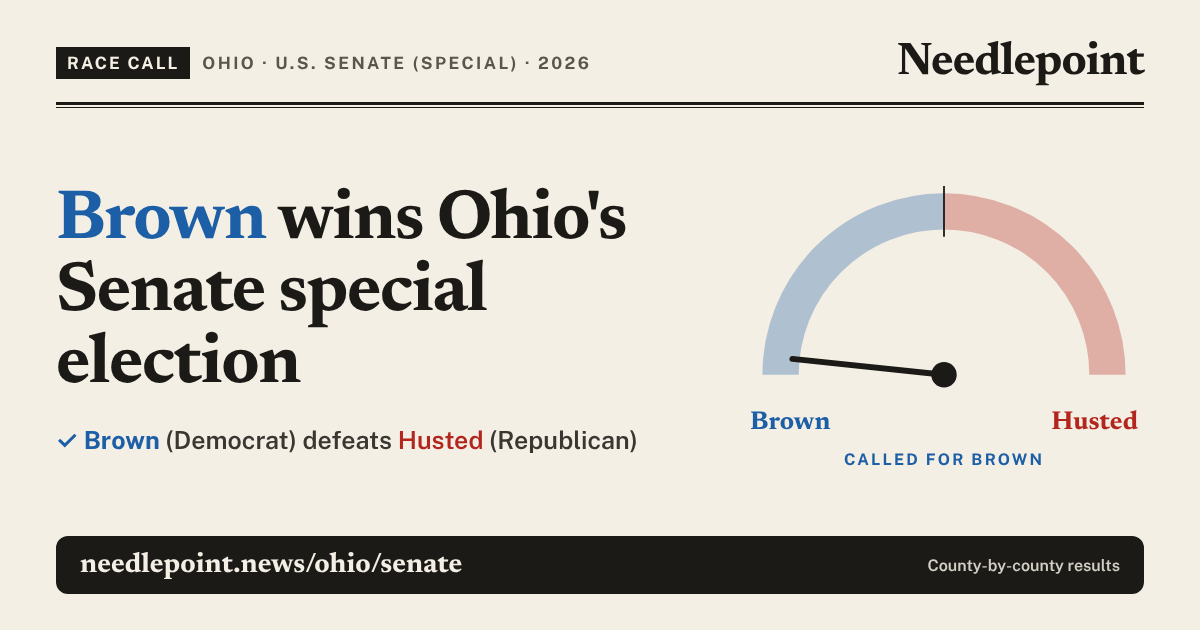 RACE CALL OHIO · U.S. SENATE (SPECIAL) · 2026
Needlepoint
Brown wins Ohio's
Senate special
election
✓ Brown (Democrat) defeats Husted (Republican)
Brown Husted
CALLED FOR BROWN
needlepoint.news/ohio/senate
County-by-county results